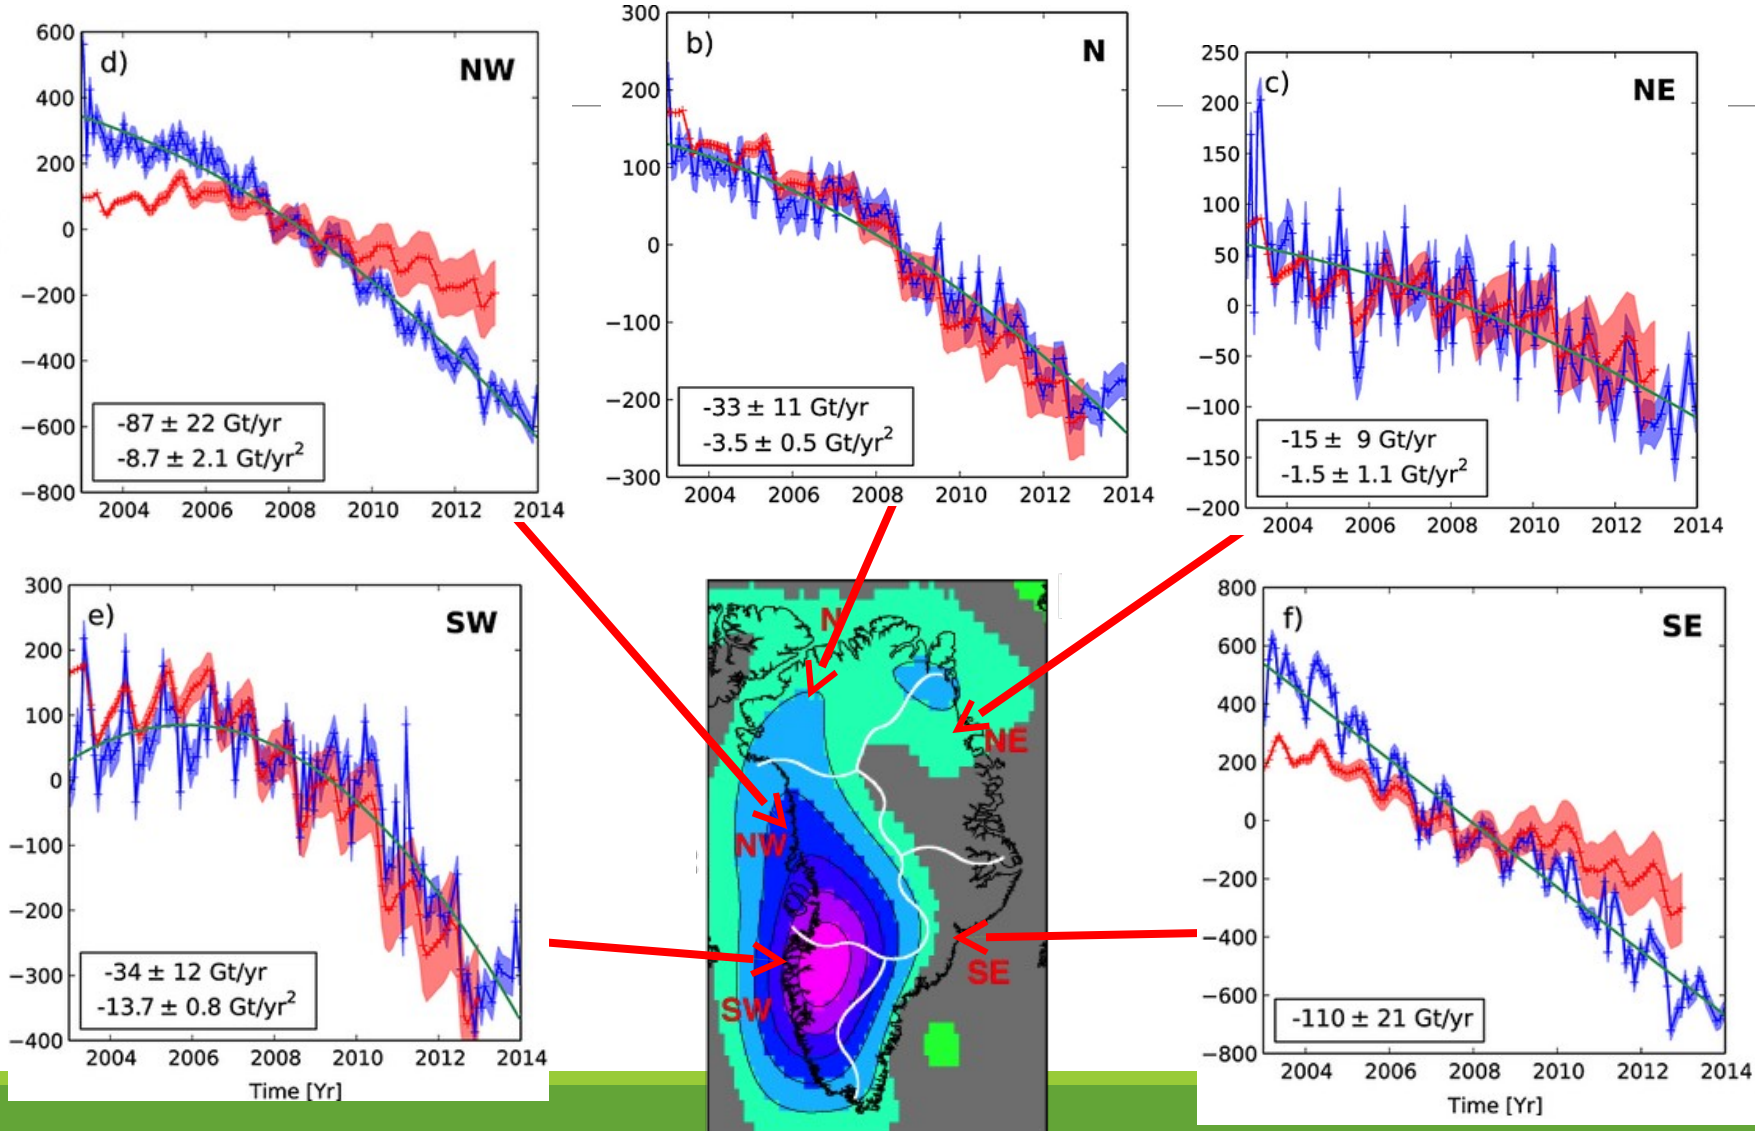 d)
NW
600
400
200
0
−200
−400
−600
−800
-87 ± 22 Gt/yr
-8.7 ± 2.1 Gt/yr²
2004 2006 2008 2010 2012 2014
b)
N
300
200
100
0
−100
−200
−300
-33 ± 11 Gt/yr
-3.5 ± 0.5 Gt/yr²
2004 2006 2008 2010 2012 2014
c)
NE
250
200
150
100
50
0
−50
−100
−150
−200
-15 ± 9 Gt/yr
-1.5 ± 1.1 Gt/yr²
2004 2006 2008 2010 2012 2014
e)
SW
300
200
100
0
−100
−200
−300
−400
-34 ± 12 Gt/yr
-13.7 ± 0.8 Gt/yr²
2004 2006 2008 2010 2012 2014
Time [Yr]
N
NE
NW
SE
SW
f)
SE
800
600
400
200
0
−200
−400
−600
−800
-110 ± 21 Gt/yr
2004 2006 2008 2010 2012 2014
Time [Yr]